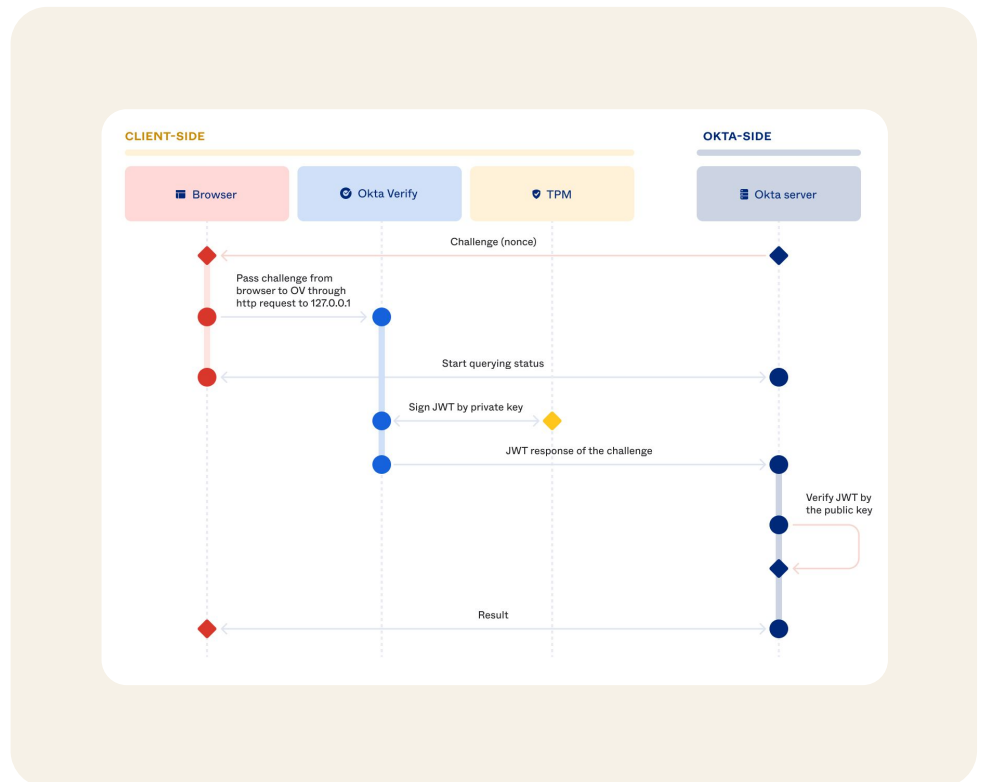 CLIENT-SIDE
OKTA-SIDE
Browser
Okta Verify
TPM
Okta server
Challenge (nonce)
Pass challenge from
browser to OV through
http request to 127.0.0.1
Start querying status
Sign JWT by private key
JWT response of the challenge
Verify JWT by
the public key
Result